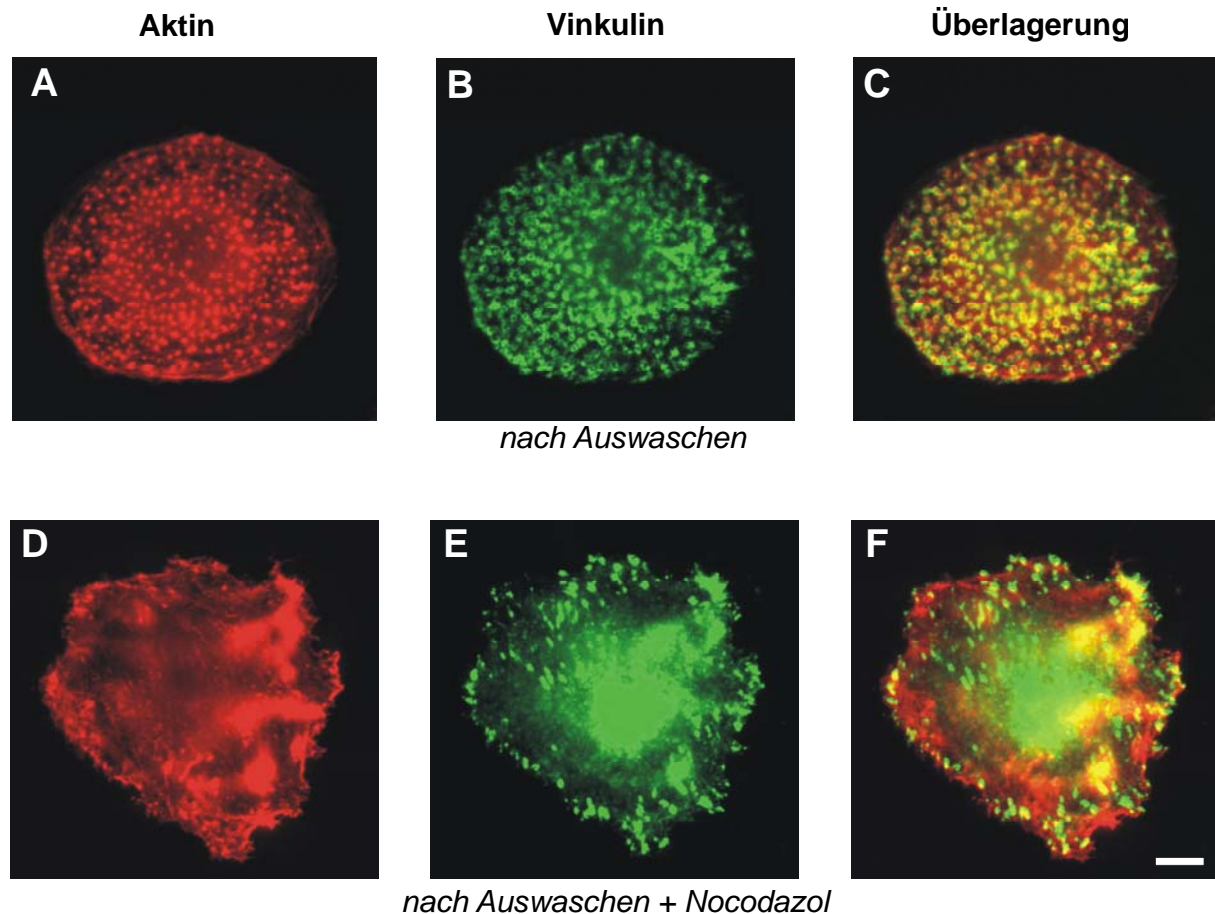 Aktin Vinkulin Überlagerung
A B C
nach Auswaschen
D E F
nach Auswaschen + Nocodazol